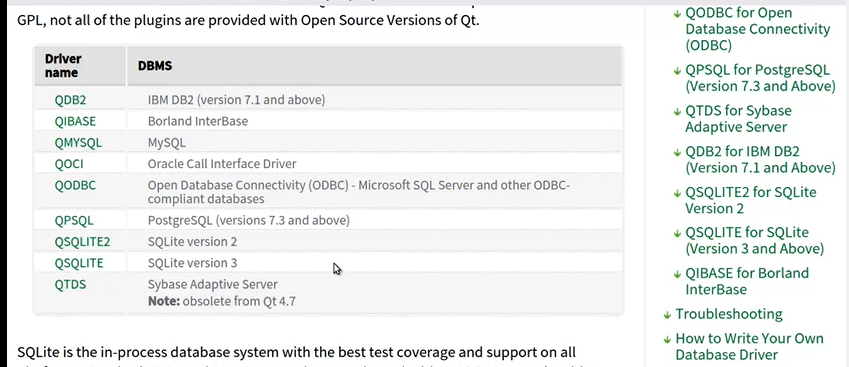 GPL, not all of the plugins are provided with Open Source Versions of Qt.
Driver name
DBMS
QDB2 IBM DB2 (version 7.1 and above)
QIBASE Borland InterBase
QMYSQL MySQL
QOCI Oracle Call Interface Driver
QODBC Open Database Connectivity (ODBC) - Microsoft SQL Server and other ODBC-
compliant databases
QPSQL PostgreSQL (versions 7.3 and above)
QSQLITE2 SQLite version 2
QSQLITE SQLite version 3
QTDS Sybase Adaptive Server
Note: obsolete from Qt 4.7
SQLite is the in-process database system with the best test coverage and support on all
QODBC for Open
Database Connectivity
(ODBC)
QPSQL for PostgreSQL
(Version 7.3 and Above)
QTDS for Sybase
Adaptive Server
QDB2 for IBM DB2
(Version 7.1 and Above)
QSQLITE2 for SQLite
Version 2
QSQLITE for SQLite
(Version 3 and Above)
QIBASE for Borland
InterBase
Troubleshooting
How to Write Your Own
Database Driver